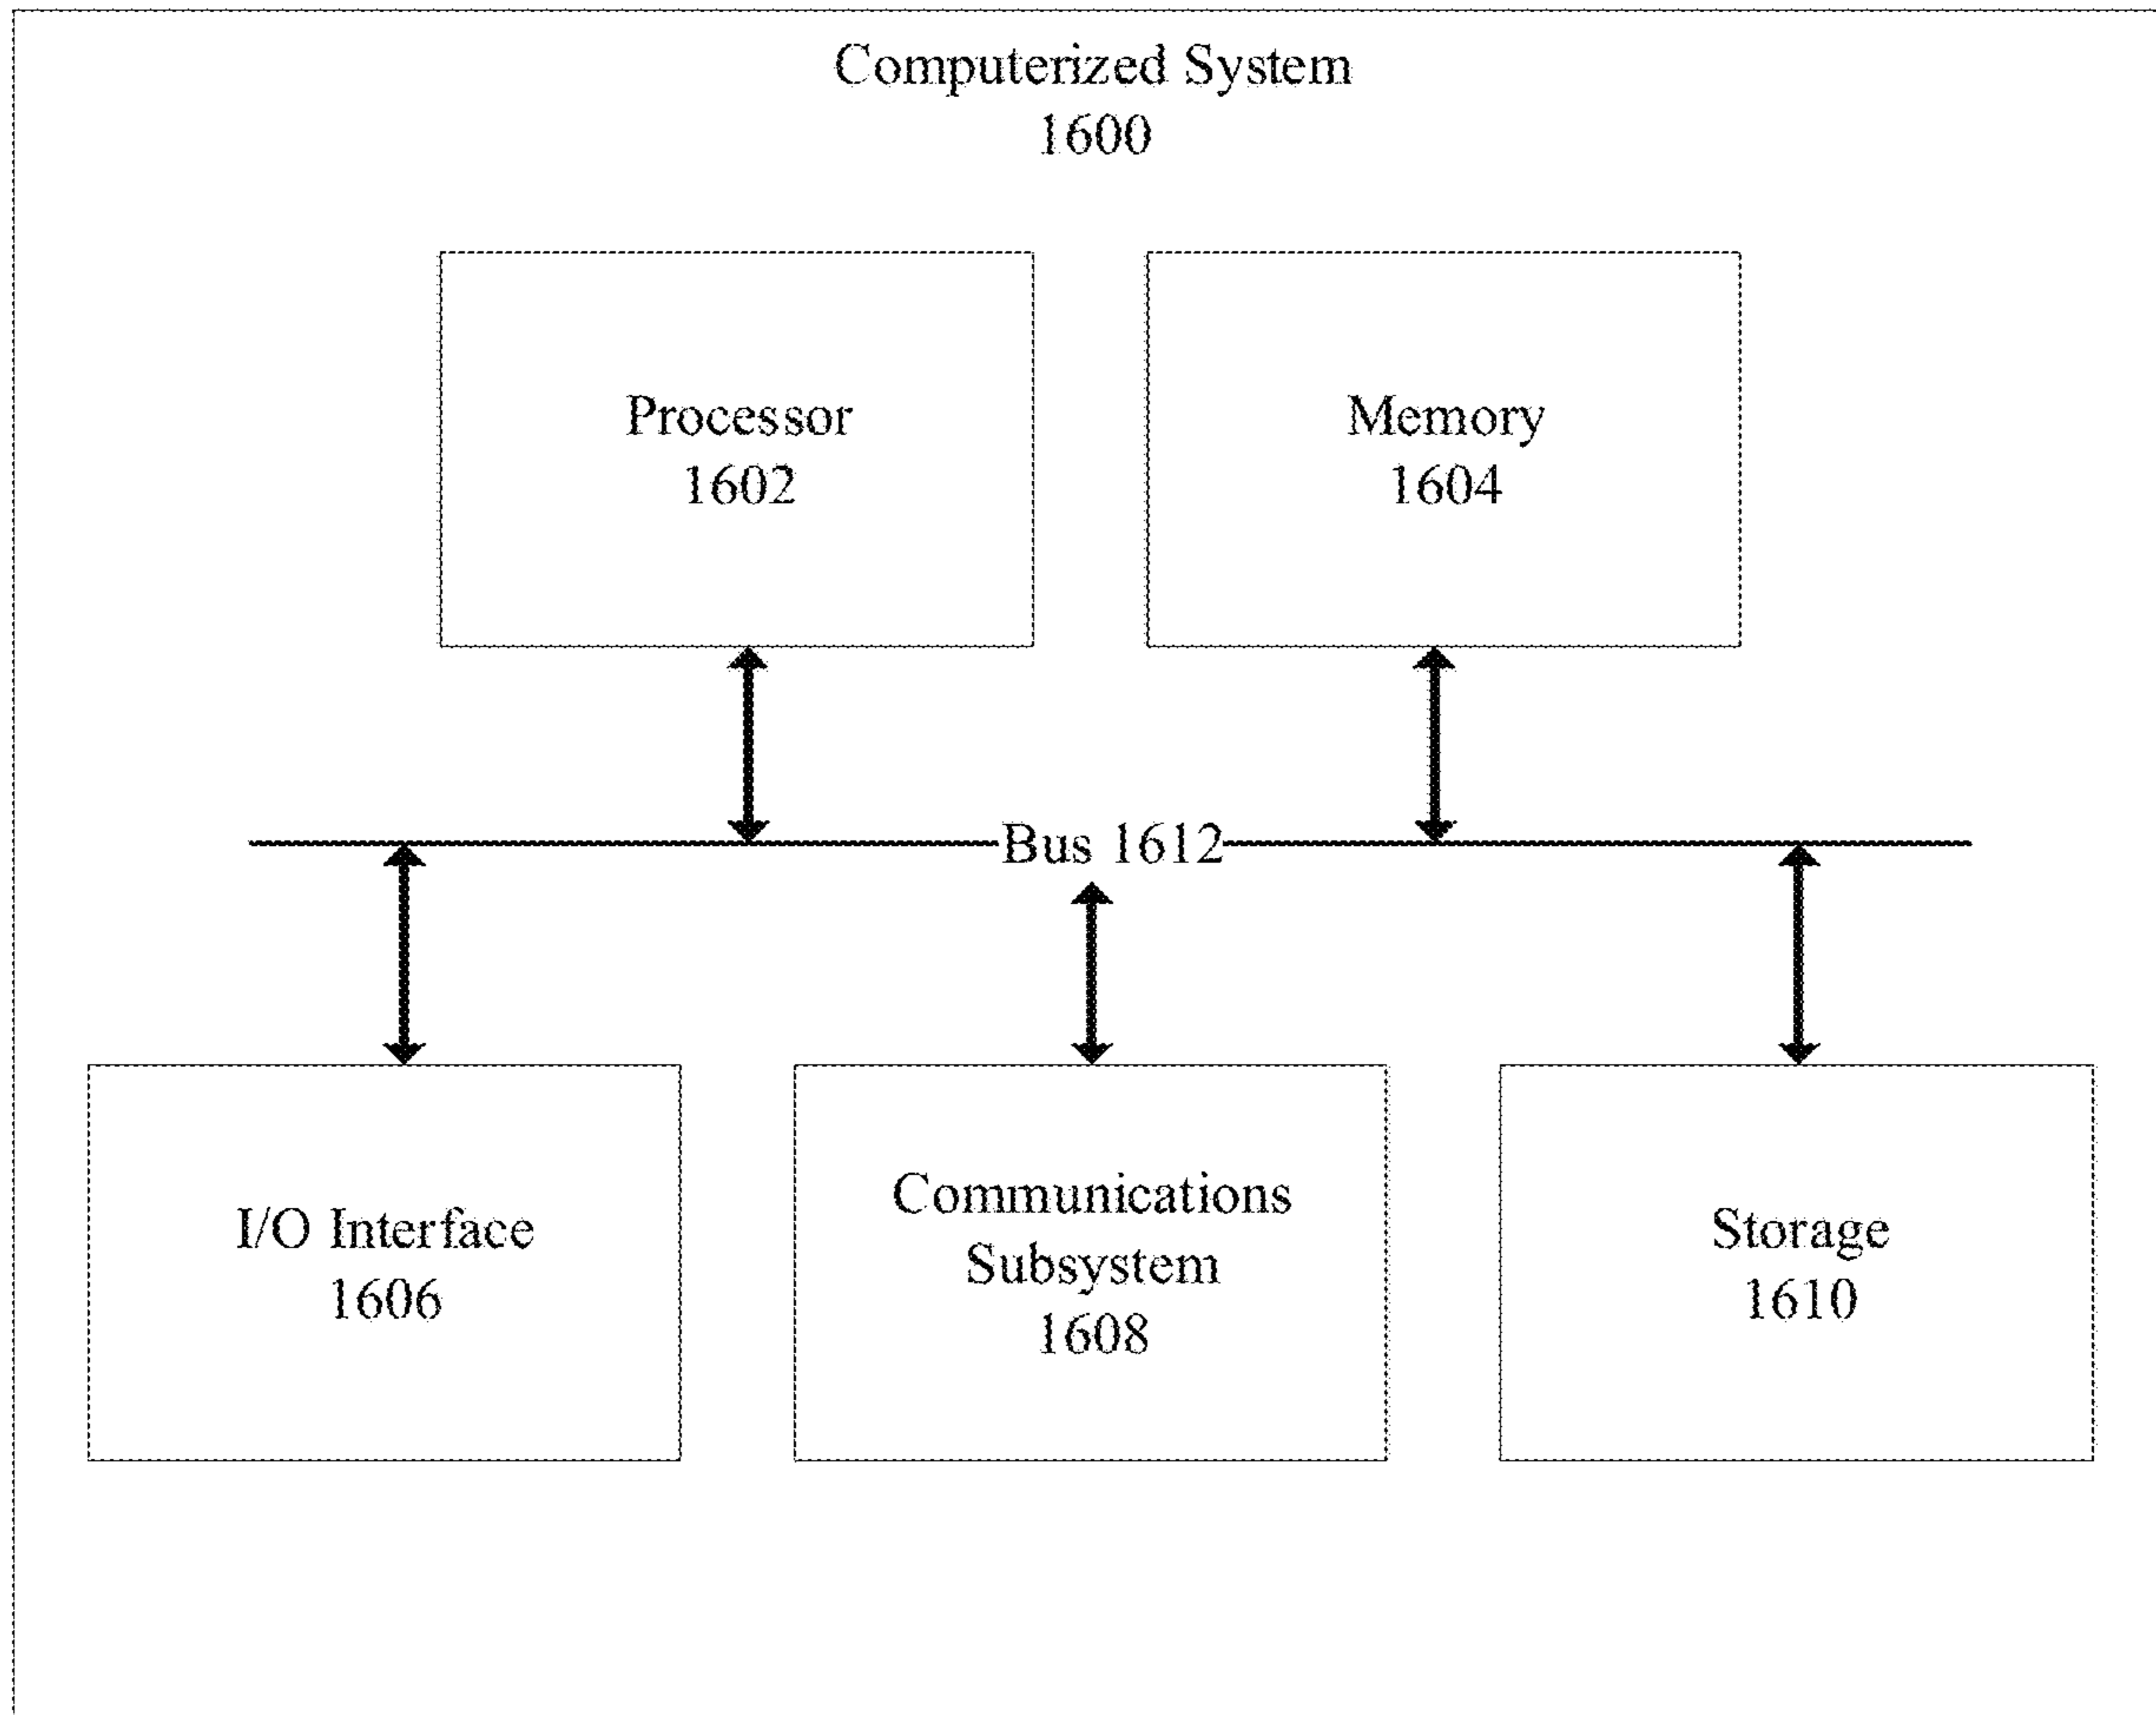 Computerized System
1600
Processor
1602
Memory
1604
Bus 1612
I/O Interface
1606
Communications
Subsystem
1608
Storage
1610